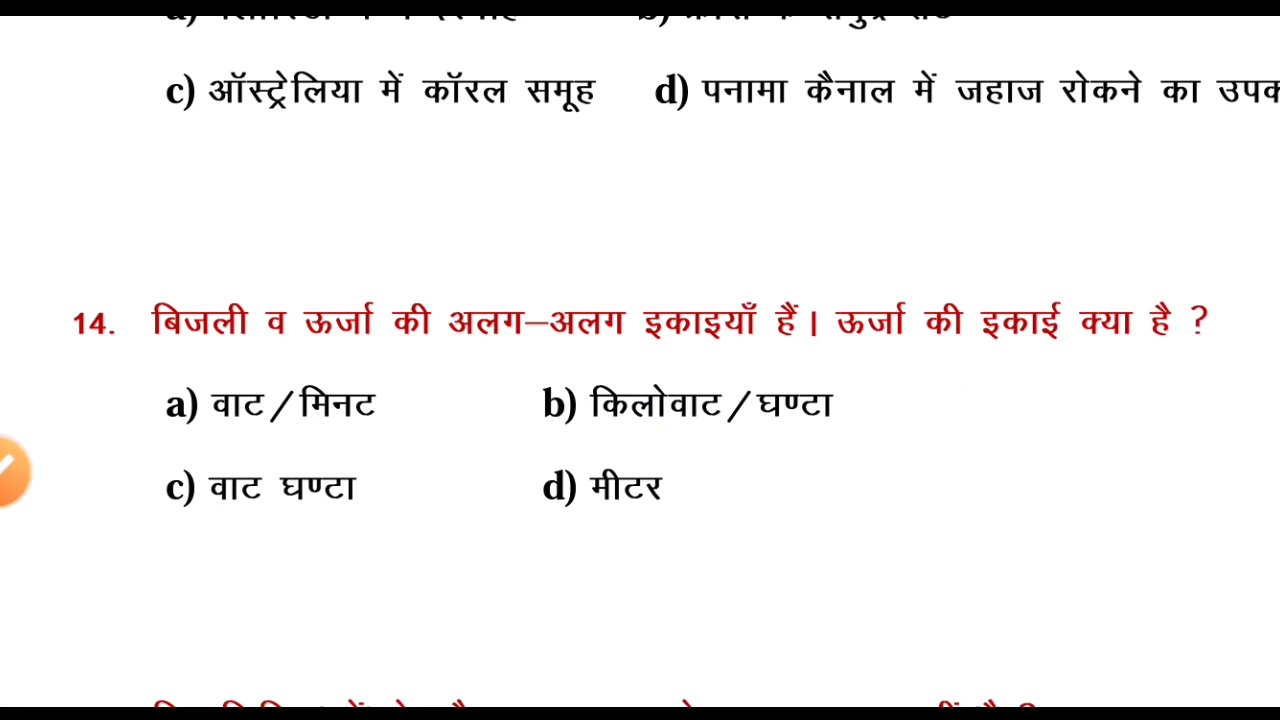 c) ऑस्ट्रेलिया में कॉरल समूह d) पनामा कैनाल में जहाज रोकने का
14. बिजली व ऊर्जा की अलग–अलग इकाइयाँ हैं। ऊर्जा की इकाई क्या है ?
a) वाट/मिनट b) किलोवाट/घण्टा
c) वाट घण्टा d) मीटर